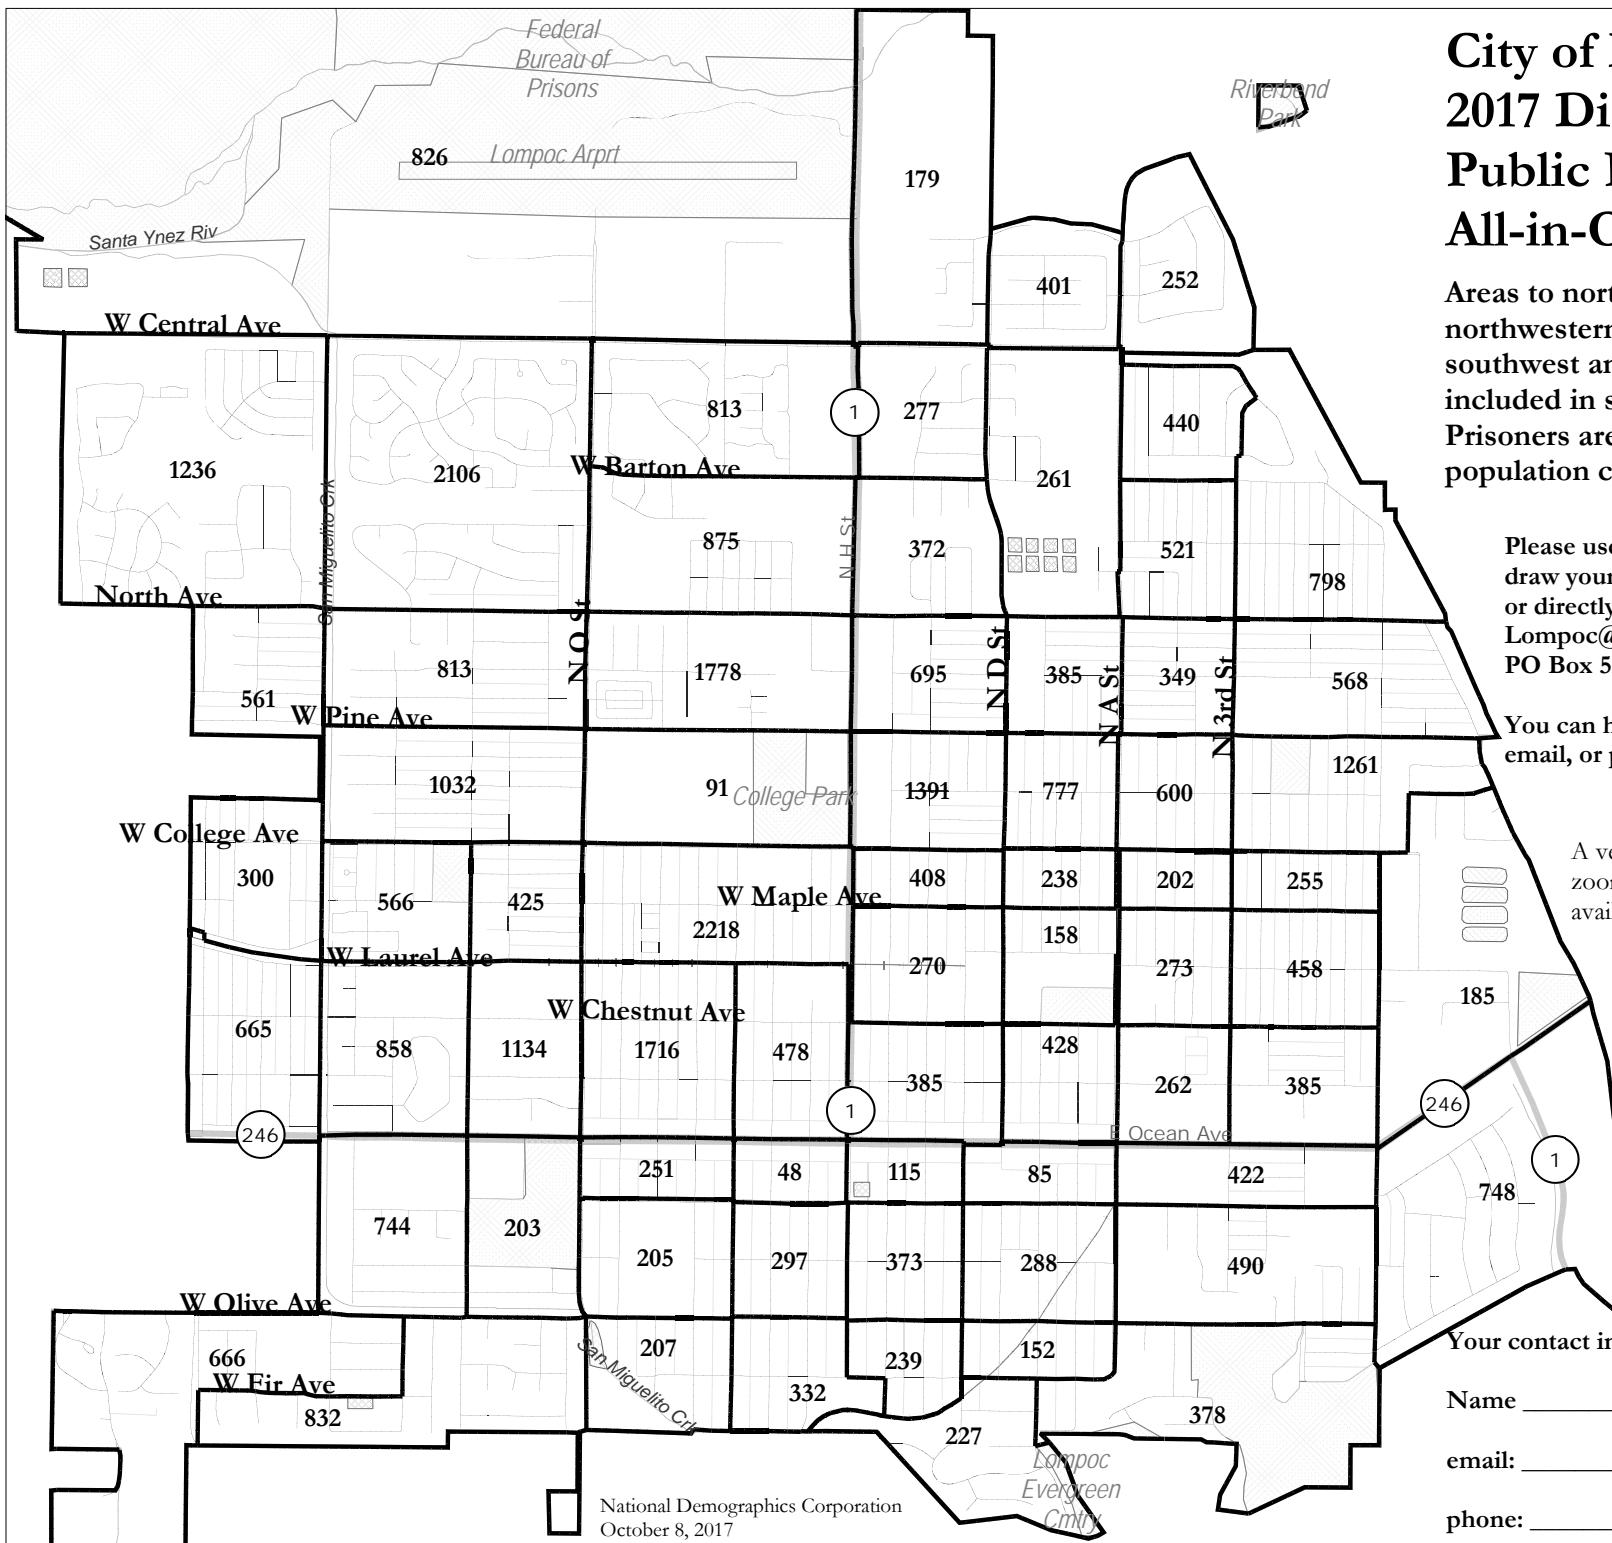 City of
2017 Di
Public
All-in-
Areas to nort
northwestern
southwest ar
included in s
Prisoners are
population c
Please use
draw your
or directly
Lompoc@
PO Box 5
You can h
email, or p
A ve
zoor
avai
Federal
Bureau of
Prisons
Riverbend
Park
826
Lompoc Arprt
179
Santa Ynez Riv
401
252
W Central Ave
813
1
277
440
1236
2106
W Barton Ave
261
San Miguelito Crk
875
N H St
372
521
798
North Ave
N O St
N D St
N A St
N 3rd St
561
813
1778
695
385
349
568
W Pine Ave
1032
91
College Park
1391
777
600
1261
W College Ave
300
566
425
W Maple Ave
2218
408
238
202
255
W Laurel Ave
158
270
273
458
185
W Chestnut Ave
665
858
1134
1716
478
428
385
262
385
246
1
E Ocean Ave
246
1
251
48
115
85
422
748
744
203
205
297
373
288
490
W Olive Ave
666
W Fir Ave
832
207
San Miguelito Crk
332
239
152
378
227
Lompoc
Evergreen
Cmtry
National Demographics Corporation
October 8, 2017
Your contact in
Name
email:
phone: